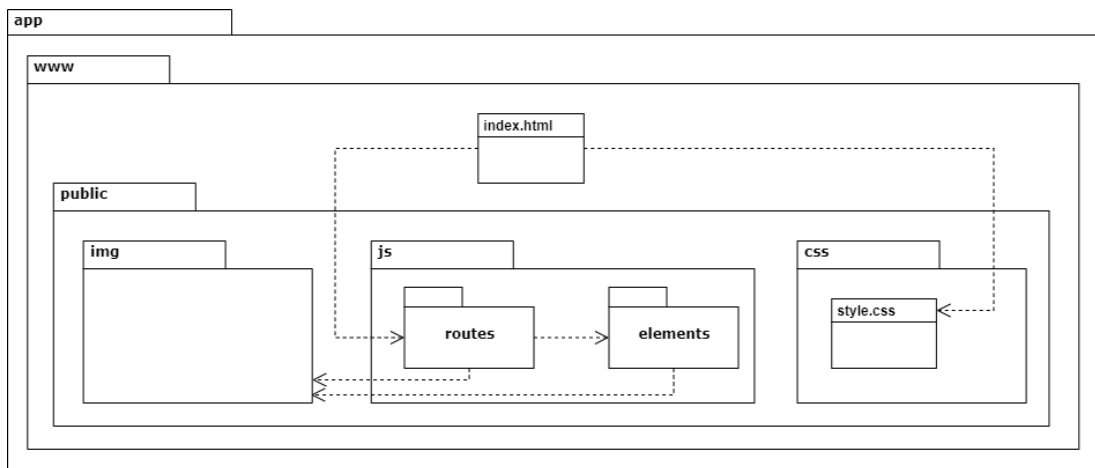 app
www
index.html
public
img
js
css
routes
elements
style.css